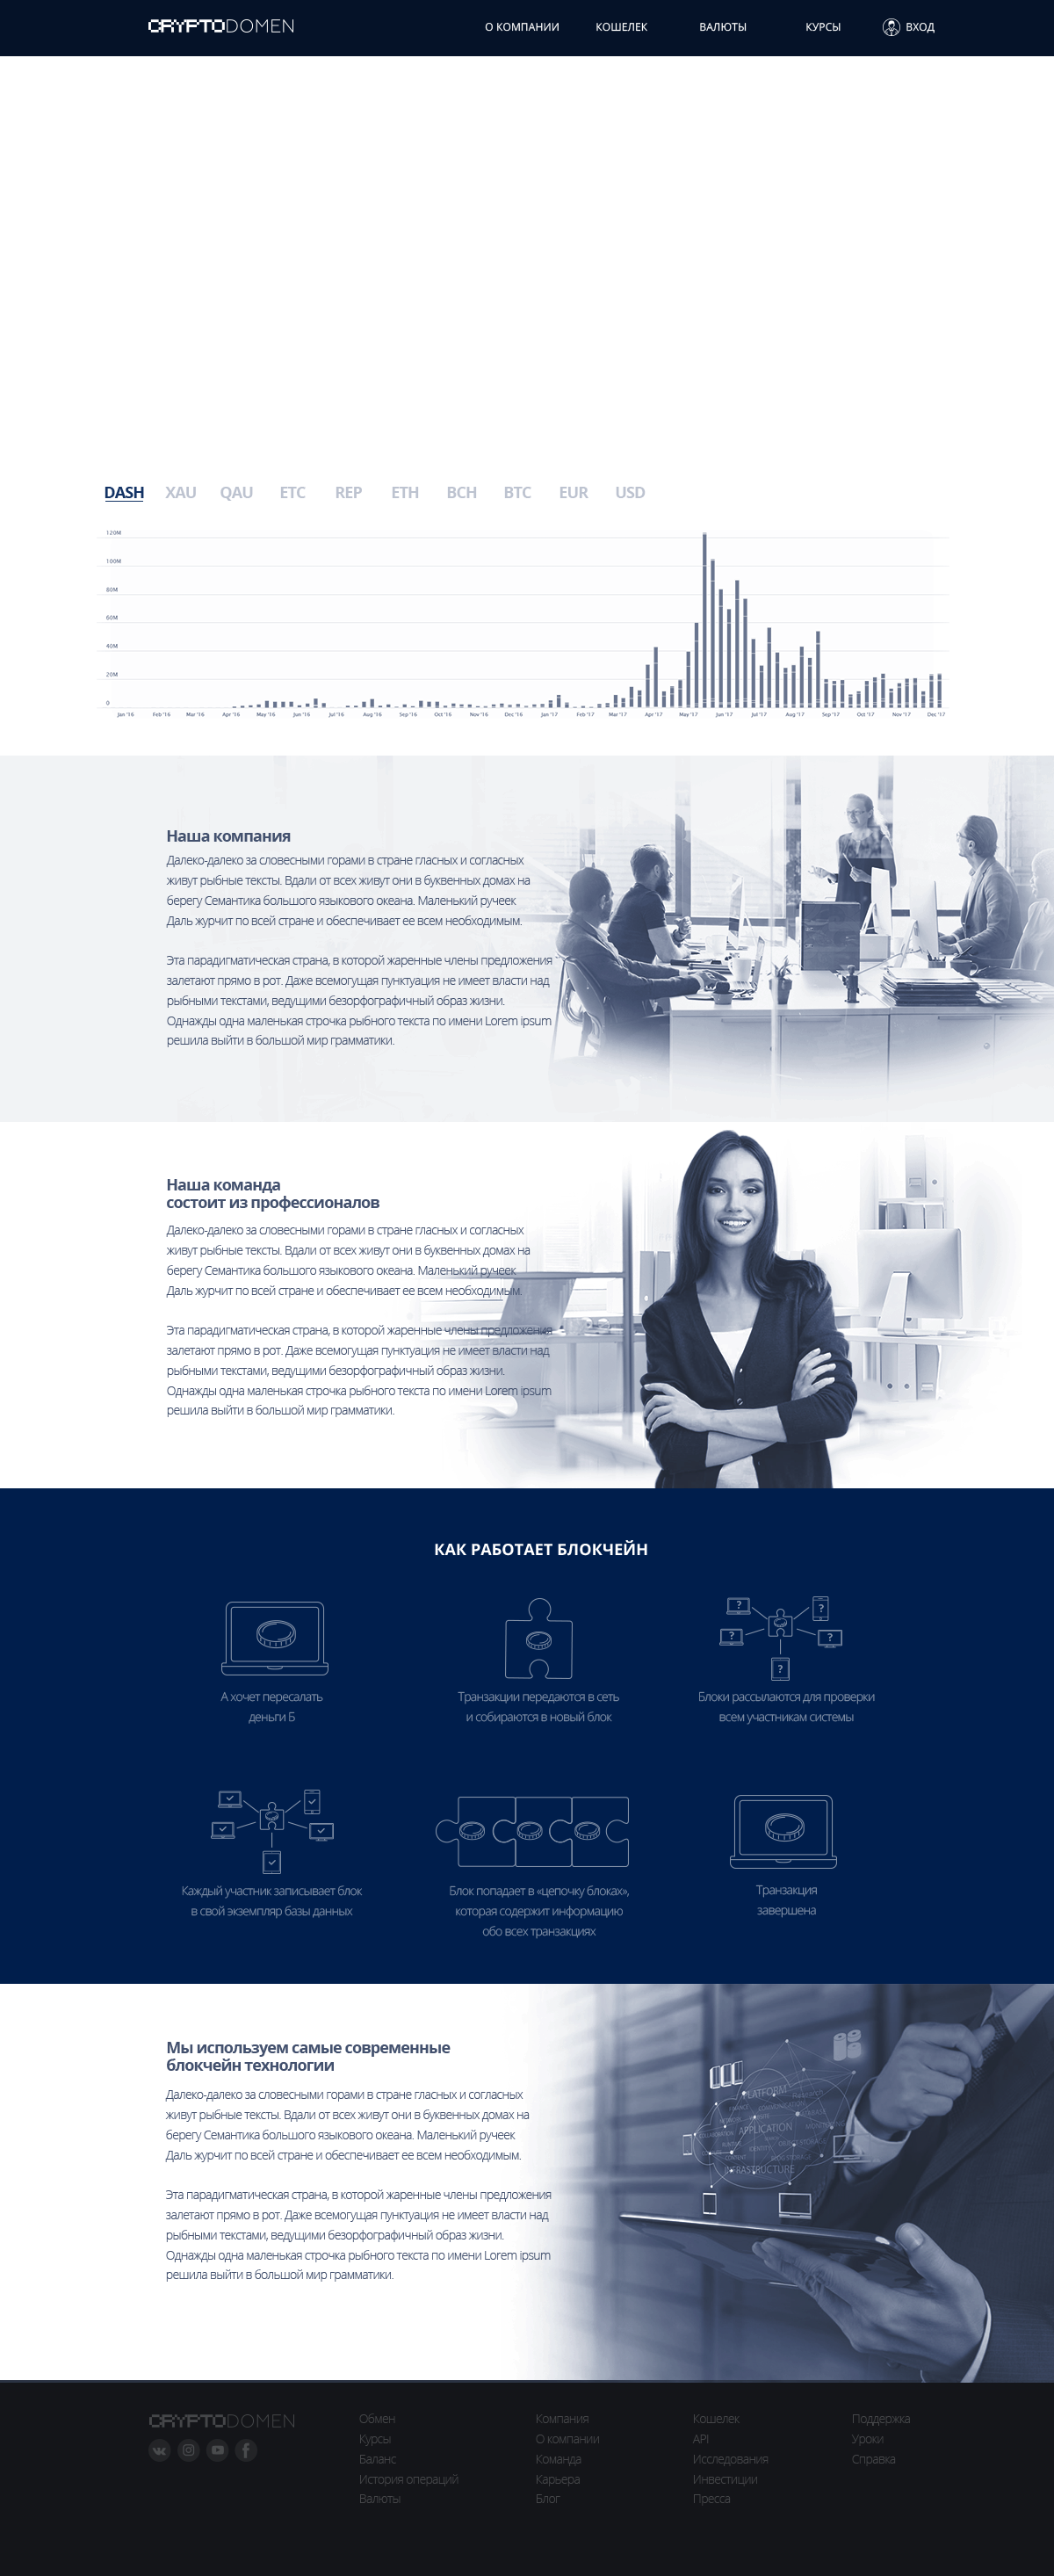 CRYPTODOMEN
О КОМПАНИИ КОШЕЛЕК ВАЛЮТЫ КУРСЫ ВХОД
DASH XAU QAU ETC REP ETH BCH BTC EUR USD
120M
100M
80M
60M
40M
20M
0
Jan '16 Feb '16 Mar '16 Apr '16 May '16 Jun '16 Jul '16 Aug '16 Sep '16 Oct '16 Nov '16 Dec '16 Jan '17 Feb '17 Mar '17 Apr '17 May '17 Jun '17 Jul '17 Aug '17 Sep '17 Oct '17 Nov '17 Dec '17
Наша компания
Далеко-далеко за словесными горами в стране гласных и согласных
живут рыбные тексты. Вдали от всех живут они в буквенных домах на
берегу Семантика большого языкового океана. Маленький ручеек
Даль журчит по всей стране и обеспечивает ее всем необходимым.
Эта парадигматическая страна, в которой жаренные члены предложения
залетают прямо в рот. Даже всемогущая пунктуация не имеет власти над
рыбными текстами, ведущими безорфографичный образ жизни.
Однажды одна маленькая строчка рыбного текста по имени Lorem ipsum
решила выйти в большой мир грамматики.
Наша команда
состоит из профессионалов
Далеко-далеко за словесными горами в стране гласных и согласных
живут рыбные тексты. Вдали от всех живут они в буквенных домах на
берегу Семантика большого языкового океана. Маленький ручеек
Даль журчит по всей стране и обеспечивает ее всем необходимым.
Эта парадигматическая страна, в которой жаренные члены предложения
залетают прямо в рот. Даже всемогущая пунктуация не имеет власти над
рыбными текстами, ведущими безорфографичный образ жизни.
Однажды одна маленькая строчка рыбного текста по имени Lorem ipsum
решила выйти в большой мир грамматики.
КАК РАБОТАЕТ БЛОКЧЕЙН
? ? ? ? ?
А хочет пересалать
деньги Б
Транзакции передаются в сеть
и собираются в новый блок
Блоки рассылаются для проверки
всем участникам системы
Каждый участник записывает блок
в свой экземпляр базы данных
Блок попадает в «цепочку блоках»,
которая содержит информацию
обо всех транзакциях
Транзакция
завершена
Мы используем самые современные
блокчейн технологии
Далеко-далеко за словесными горами в стране гласных и согласных
живут рыбные тексты. Вдали от всех живут они в буквенных домах на
берегу Семантика большого языкового океана. Маленький ручеек
Даль журчит по всей стране и обеспечивает ее всем необходимым.
Эта парадигматическая страна, в которой жаренные члены предложения
залетают прямо в рот. Даже всемогущая пунктуация не имеет власти над
рыбными текстами, ведущими безорфографичный образ жизни.
Однажды одна маленькая строчка рыбного текста по имени Lorem ipsum
решила выйти в большой мир грамматики.
PLATFORM
APPLICATION
INFRASTRUCTURE
CRYPTODOMEN
Обмен
Курсы
Баланс
История операций
Валюты
Компания
О компании
Команда
Карьера
Блог
Кошелек
API
Исследования
Инвестиции
Пресса
Поддержка
Уроки
Справка